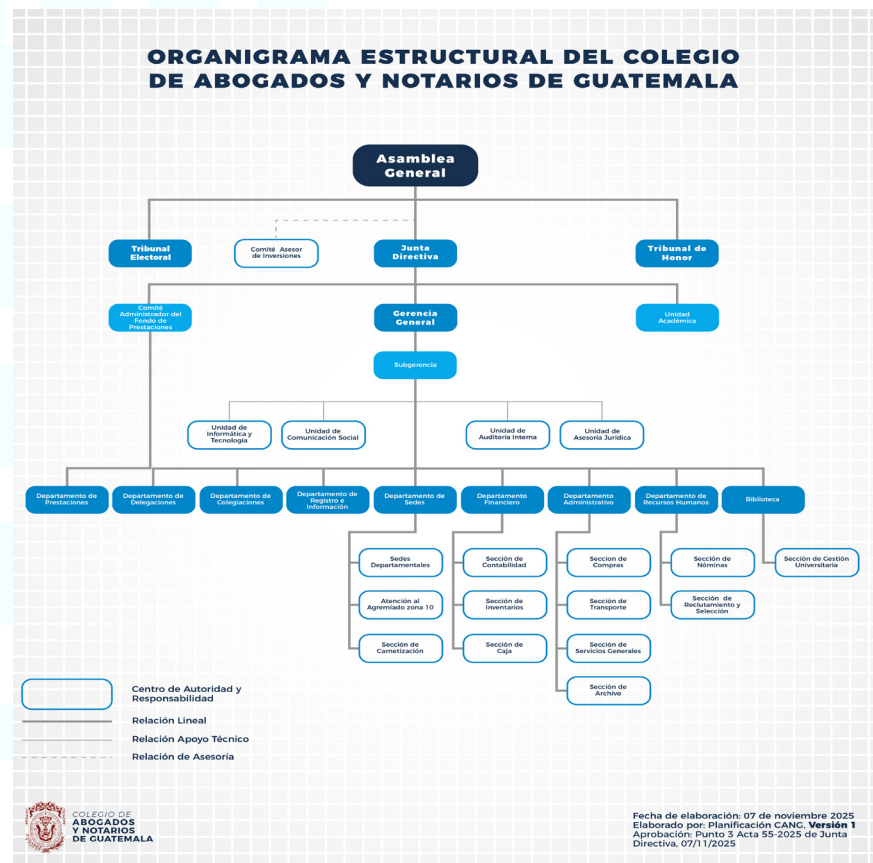 ORGANIGRAMA ESTRUCTURAL DEL COLEGIO
DE ABOGADOS Y NOTARIOS DE GUATEMALA
Asamblea
General
Tribunal
Electoral
Comité Asesor
de Inversiones
Junta
Directiva
Tribunal de
Honor
Comité
Administrador del
Fondo de
Prestaciones
Gerencia
General
Unidad
Académica
Subgerencia
Unidad de
Informática y
Tecnología
Unidad de
Comunicación Social
Unidad de
Auditoría Interna
Unidad de
Asesoría Jurídica
Departamento de
Prestaciones
Departamento de
Delegaciones
Departamento de
Colegiaciones
Departamento de
Registro e
Información
Departamento de
Sedes
Departamento
Financiero
Departamento
Administrativo
Departamento de
Recursos Humanos
Biblioteca
Sedes
Departamentales
Sección de
Contabilidad
Seccion de
Compras
Sección de
Nóminas
Sección de Gestión
Universitaria
Atención al
Agremiado zona 10
Sección de
Inventarios
Sección de
Transporte
Sección de
Reclutamiento y
Selección
Sección de
Carnetización
Sección de
Caja
Sección de
Servicios Generales
Sección de
Archivo
Centro de Autoridad y
Responsabilidad
Relación Lineal
Relación Apoyo Técnico
Relación de Asesoría
COLEGIO DE
ABOGADOS
Y NOTARIOS
DE GUATEMALA
Fecha de elaboración: 07 de noviembre 2025
Elaborado por: Planificación CANG, Versión 1
Aprobación: Punto 3 Acta 55-2025 de Junta
Directiva, 07/11/2025